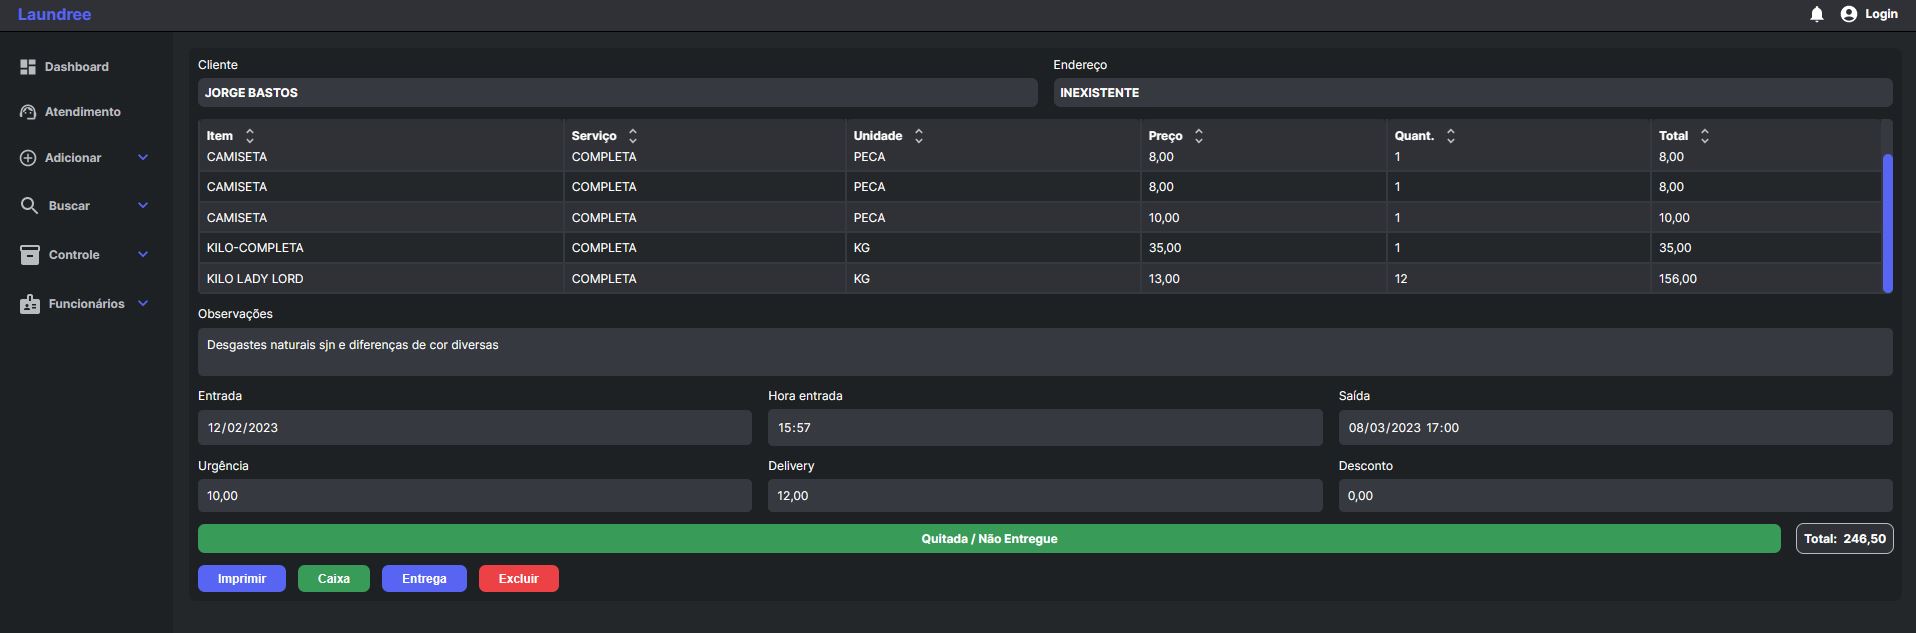 Laundree
Login
Dashboard
Atendimento
Adicionar
Buscar
Controle
Funcionários
Cliente Endereço
JORGE BASTOS INEXISTENTE
Item Serviço Unidade Preço Quant. Total
CAMISETA COMPLETA PECA 8,00 1 8,00
CAMISETA COMPLETA PECA 8,00 1 8,00
CAMISETA COMPLETA PECA 10,00 1 10,00
KILO-COMPLETA COMPLETA KG 35,00 1 35,00
KILO LADY LORD COMPLETA KG 13,00 12 156,00
Observações
Desgastes naturais sjn e diferenças de cor diversas
Entrada Hora entrada Saída
12/02/2023 15:57 08/03/2023 17:00
Urgência Delivery Desconto
10,00 12,00 0,00
Quitada / Não Entregue Total: 246,50
Imprimir Caixa Entrega Excluir